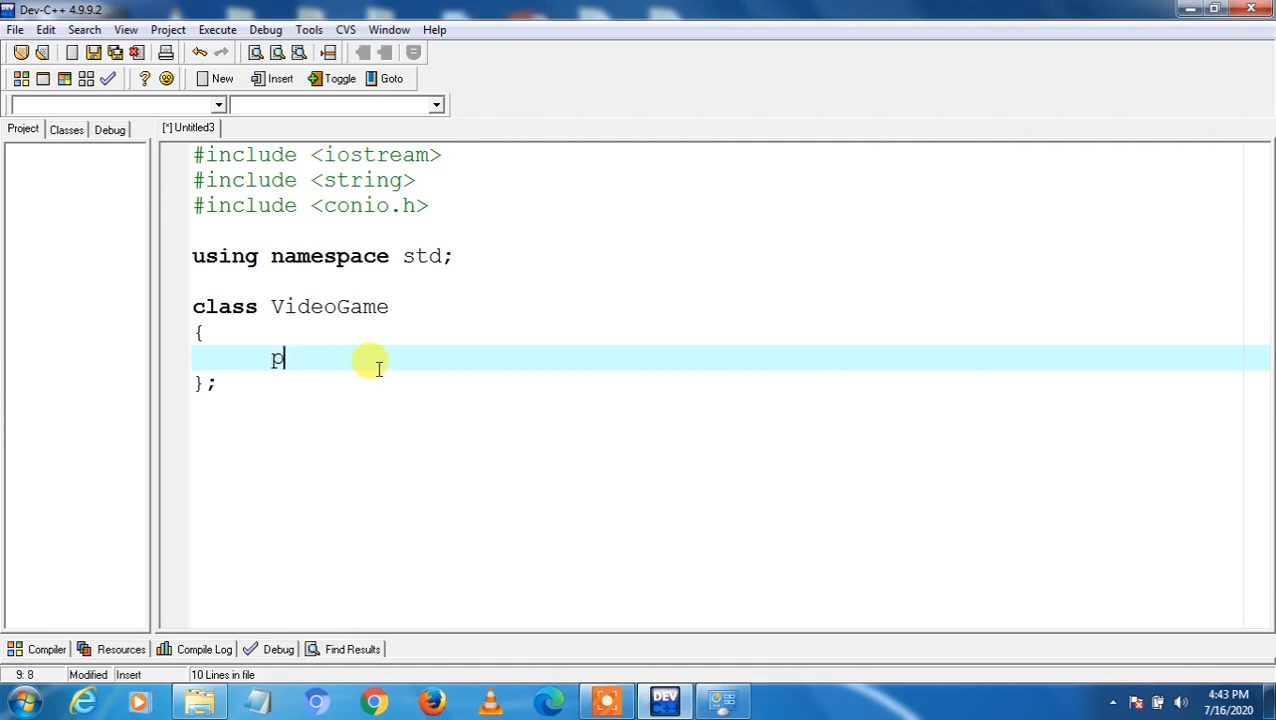 Dev-C++ 4.9.9.2
File Edit Search View Project Execute Debug Tools CVS Window Help
New Insert Toggle Goto
Project Classes Debug [*] Untitled3
#include <iostream>
#include <string>
#include <conio.h>
using namespace std;
class VideoGame
{
p
};
Compiler Resources Compile Log Debug Find Results
9: 8 Modified Insert 10 Lines in file
DEV C++
4:43 PM
7/16/2020